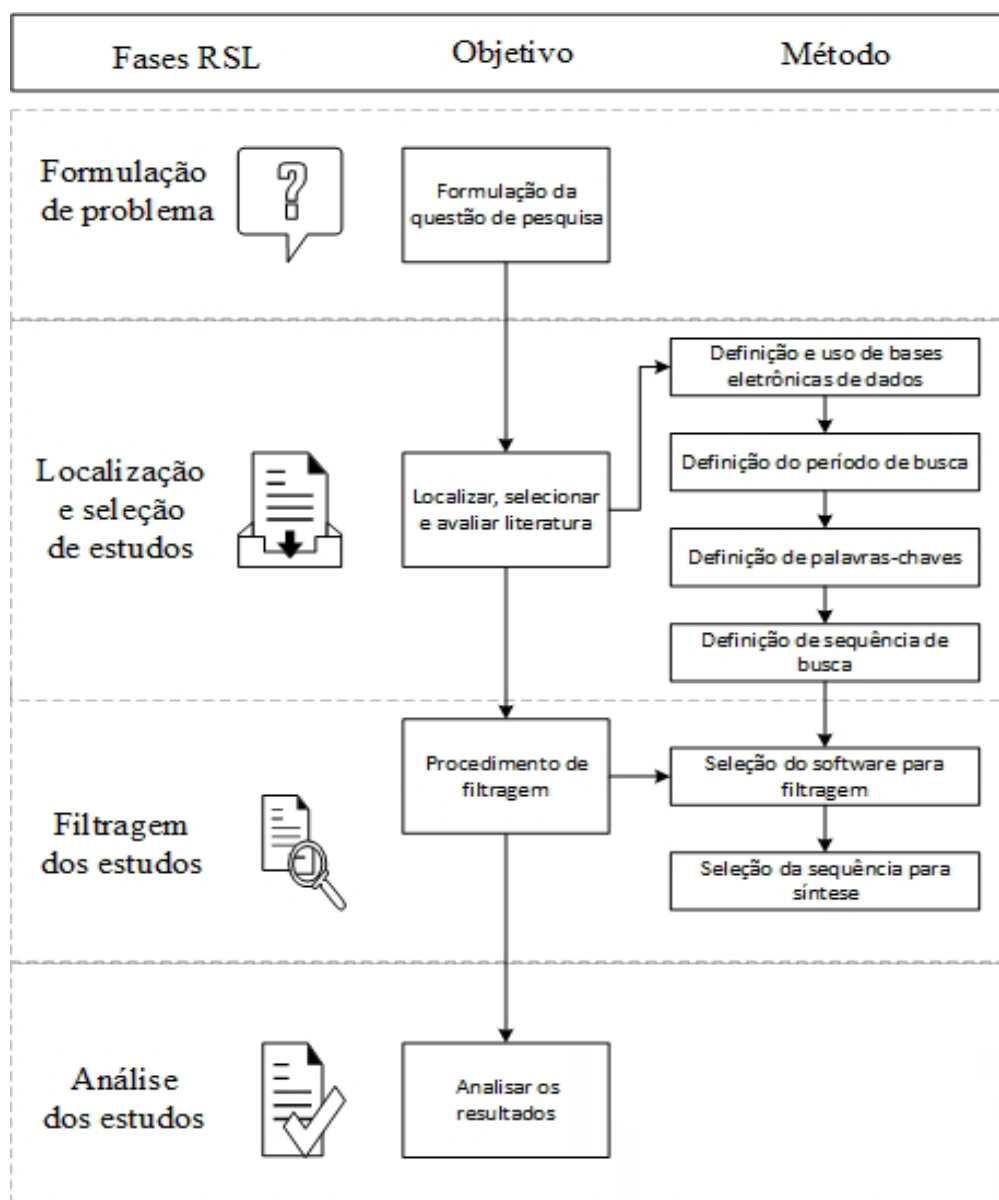 Fases RSL
Objetivo
Método
Formulação
de problema
?
Formulação da
questão de pesquisa
Localização
e seleção
de estudos
Localizar, selecionar
e avaliar literatura
Definição e uso de bases
eletrônicas de dados
Definição do período de busca
Definição de palavras-chaves
Definição de sequência de
busca
Filtragem
dos estudos
Procedimento de
filtragem
Seleção do software para
filtragem
Seleção da sequência para
síntese
Análise
dos estudos
Analisar os
resultados